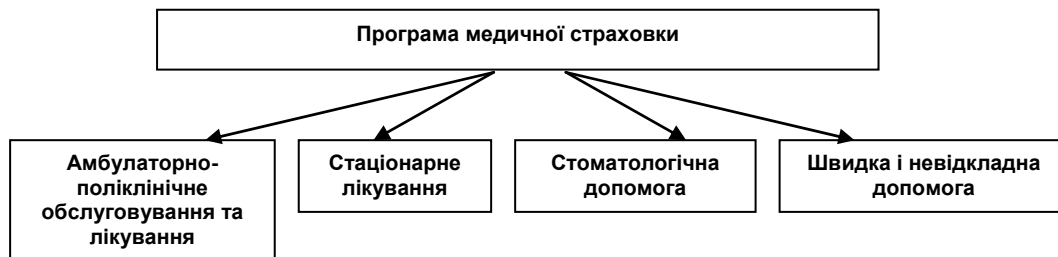 Програма медичної страховки
Амбулаторно-
поліклінічне
обслуговування та
лікування
Стаціонарне
лікування
Стоматологічна
допомога
Швидка і невідкладна
допомога